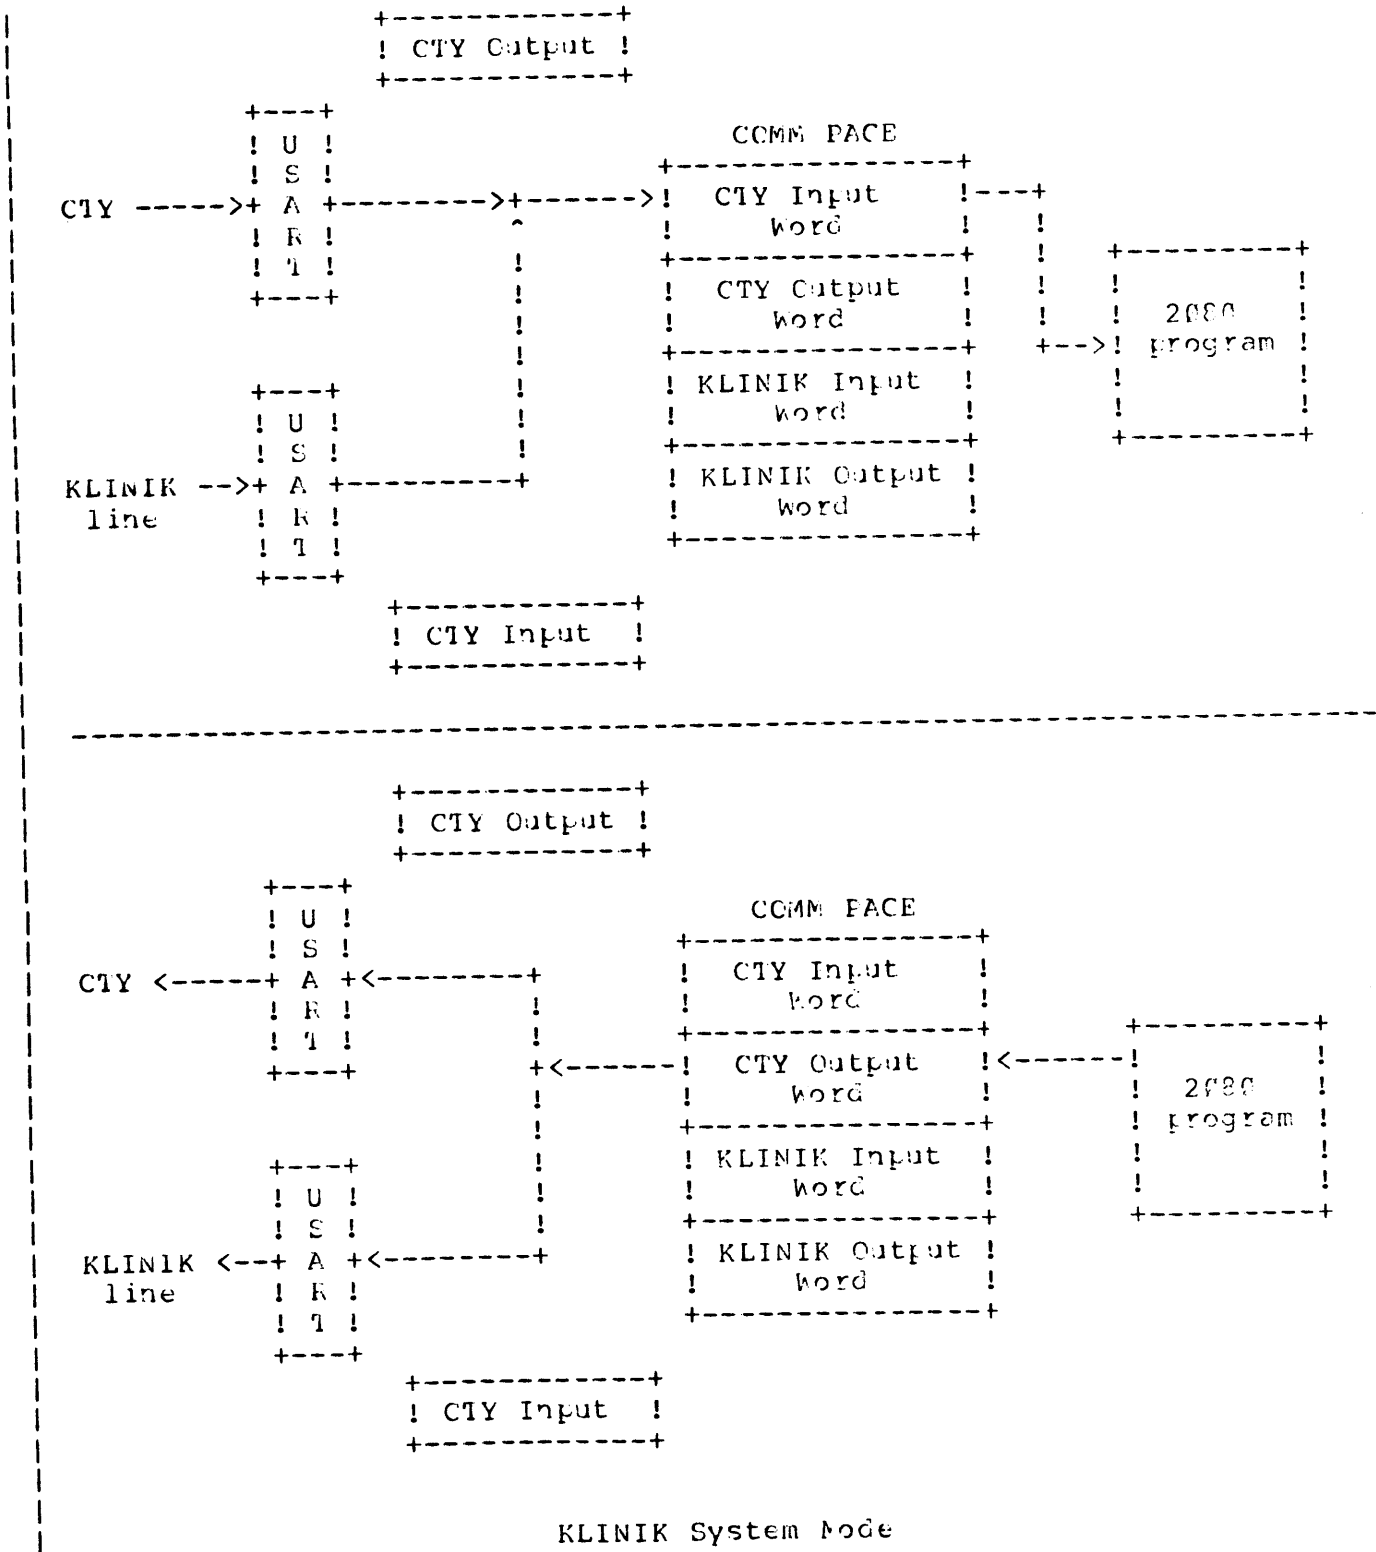 CTY Output
COMM PAGE
U
S
A
R
T
CTY
CTY Input
Word
CTY Output
Word
2080
program
KLINIK Input
Word
U
S
A
R
T
KLINIK
line
KLINIK Output
Word
CTY Input
CTY Output
COMM PAGE
U
S
A
R
T
CTY
CTY Input
Word
CTY Output
Word
2080
program
KLINIK Input
Word
U
S
A
R
T
KLINIK
line
KLINIK Output
Word
CTY Input
KLINIK System Mode